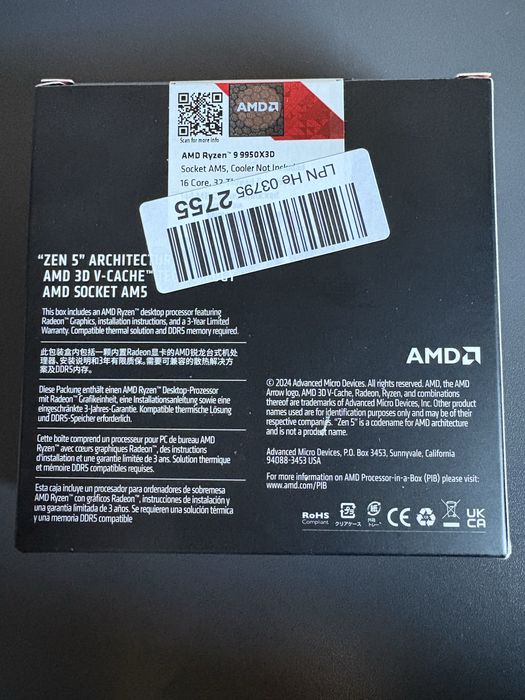 AMD
Scan for more info
AMD Ryzen™ 9 9950X3D
Socket AM5, Cooler Not
16 Core, 32
LPN He 03795 2755
"ZEN 5"
AMD 3D V-CACHE™
AMD SOCKET AM5
This box includes an AMD Ryzen™ desktop processor featuring
Radeon™ Graphics, installation instructions, and a 3-Year Limited
Warranty. Compatible thermal solution and DDR5 memory required.
此包装盒内包括一颗内置Radeon显卡的AMD锐龙台式机处
理器、安装说明和3年有限质保。需要可兼容的散热解决方
案及DDR5内存。
Diese Packung enthält einen AMD Ryzen™ Desktop-Prozessor
mit Radeon™ Grafikeinheit, eine Installationsanleitung sowie eine
eingeschränkte 3-Jahres-Garantie. Kompatible thermische Lösung
und DDR5-Speicher erforderlich.
Cette boîte comprend un processeur pour PC de bureau AMD
Ryzen™ avec cœurs graphiques Radeon™, des instructions
d'installation et une garantie limitée de 3 ans. Solution thermique
et mémoire DDR5 compatibles requises.
Esta caja incluye un procesador para ordenadores de sobremesa
AMD Ryzen™ con gráficos Radeon™, instrucciones de instalación y
una garantía limitada de 3 años. Se requieren una solución térmica
y una memoria DDR5 compatible
AMD
© 2024 Advanced Micro Devices. All rights reserved. AMD, the AMD
Arrow logo, AMD 3D V-Cache, Radeon, Ryzen, and combinations
thereof are trademarks of Advanced Micro Devices, Inc. Other product
names used are for identification purposes only and may be of their
respective companies. "Zen 5" is a codename for AMD architecture
and is not a product name.
Advanced Micro Devices, P.O. Box 3453, Sunnyvale, California
94088-3453 USA
For more information on AMD Processor-in-a-Box (PIB) please visit:
www.amd.com/PIB
RoHS
Compliant
プラ
クリアケース
紙
外箱
トレー
CE
UK
CA